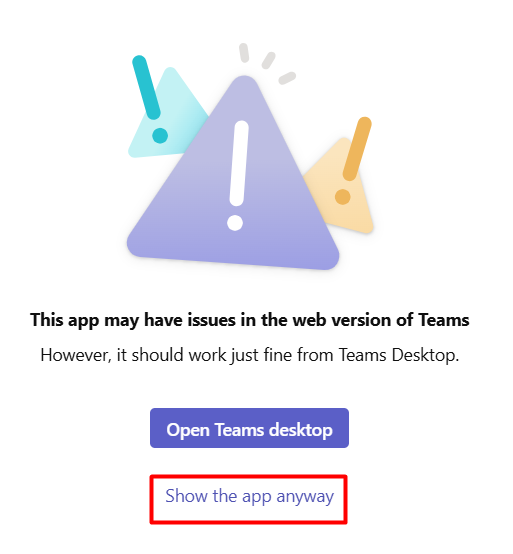 This app may have issues in the web version of Teams
However, it should work just fine from Teams Desktop.
Open Teams desktop
Show the app anyway